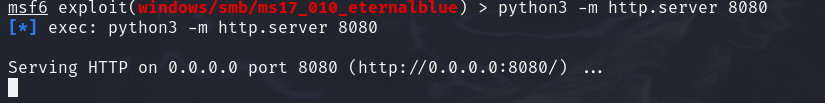 msf6 exploit(windows/smb/ms17_010_eternalblue) > python3 -m http.server 8080
[*] exec: python3 -m http.server 8080
Serving HTTP on 0.0.0.0 port 8080 (http://0.0.0.0:8080/) ...